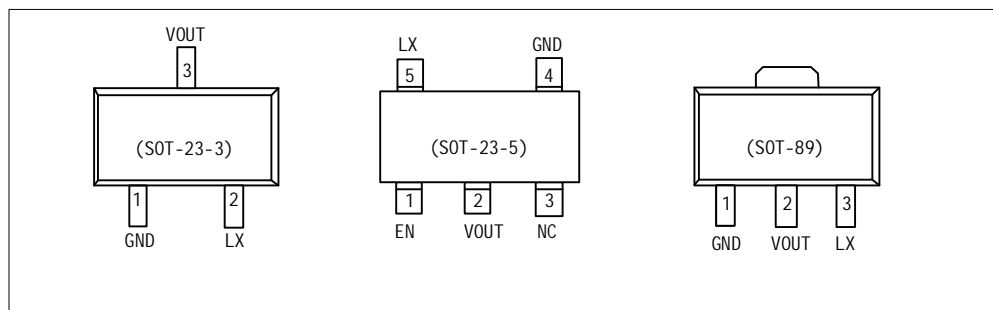 VOUT
3
(SOT-23-3)
1 2
GND LX
LX GND
5 4
(SOT-23-5)
1 2 3
EN VOUT NC
(SOT-89)
1 2 3
GND VOUT LX